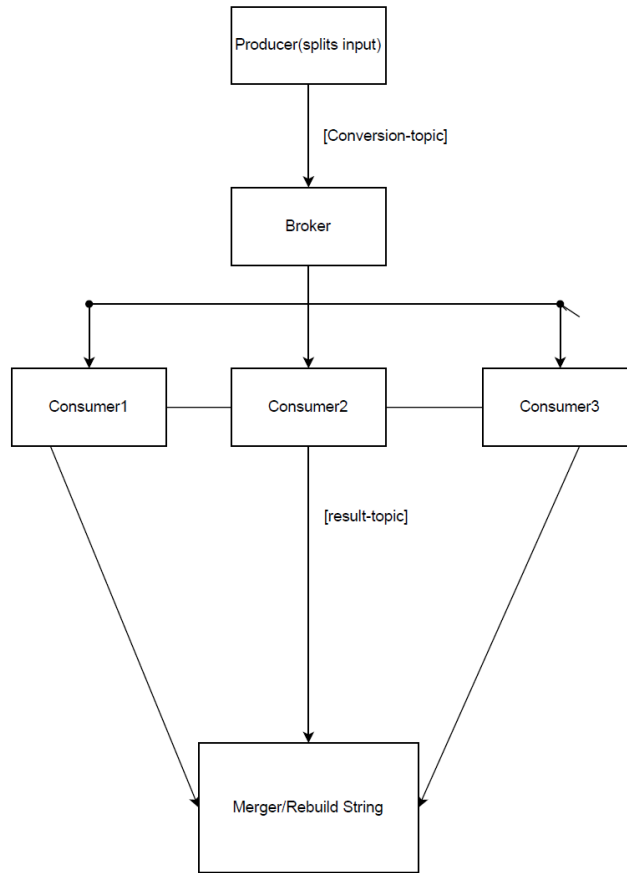 Producer(splits input)
[Conversion-topic]
Broker
Consumer1
Consumer2
Consumer3
[result-topic]
Merger/Rebuild String